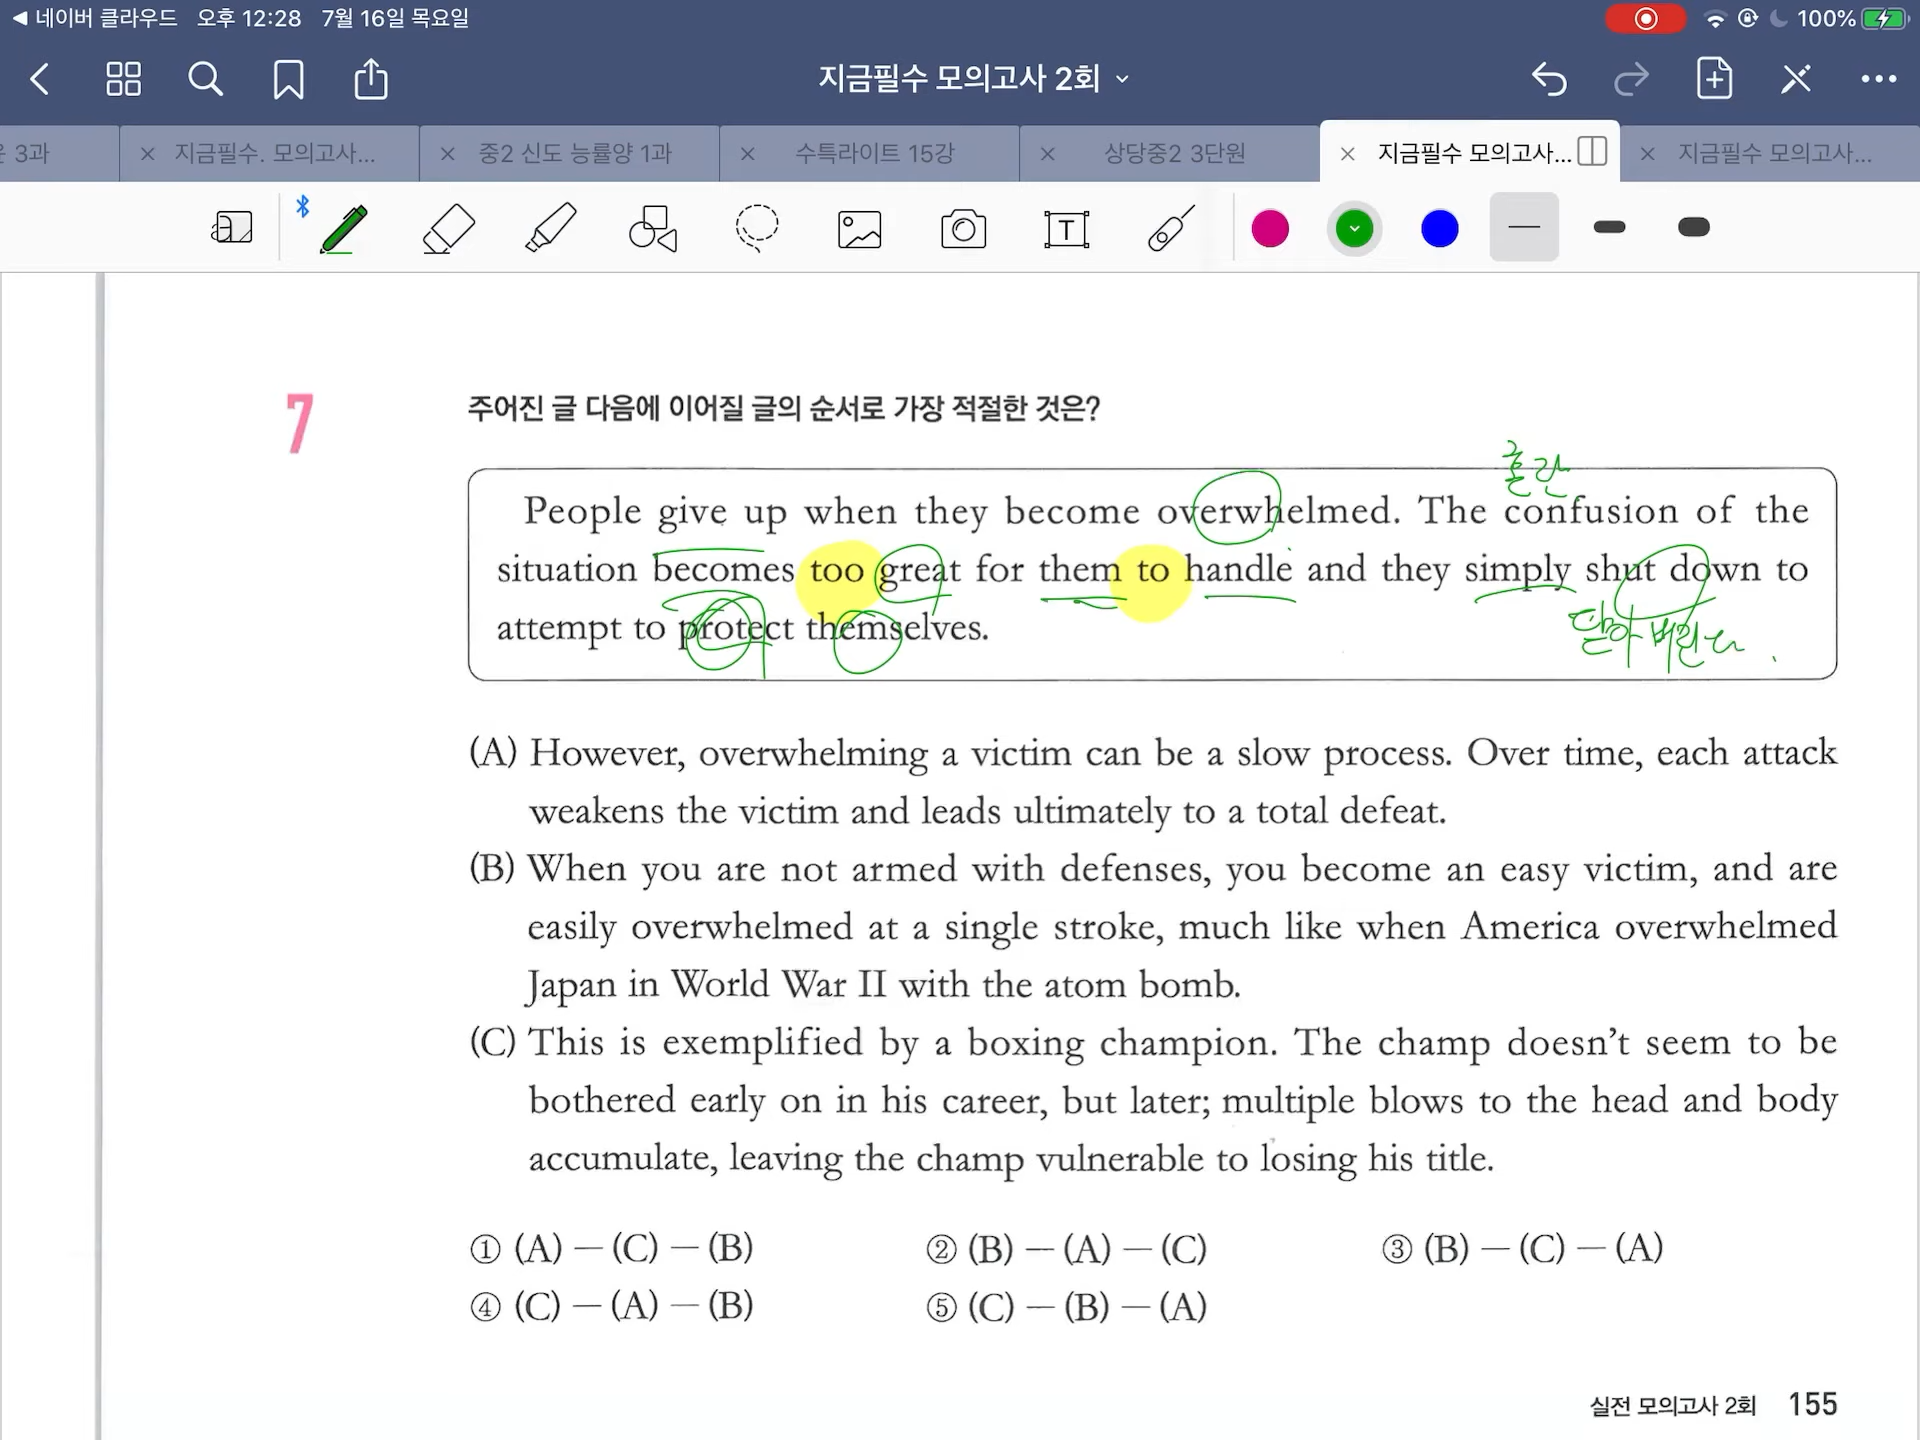 네이버 클라우드 오후 12:28 7월 16일 목요일
100%
지금필수 모의고사 2회
3과
지금필수. 모의고사...
중2 신도 능률양 1과
수특라이트 15강
상당중2 3단원
지금필수 모의고사...
지금필수 모의고사...
7
주어진 글 다음에 이어질 글의 순서로 가장 적절한 것은?
혼란
People give up when they become overwhelmed. The confusion of the
situation becomes too great for them to handle and they simply shut down to
attempt to protect themselves.
닫아 버린다.
(A) However, overwhelming a victim can be a slow process. Over time, each attack
weakens the victim and leads ultimately to a total defeat.
(B) When you are not armed with defenses, you become an easy victim, and are
easily overwhelmed at a single stroke, much like when America overwhelmed
Japan in World War II with the atom bomb.
(C) This is exemplified by a boxing champion. The champ doesn’t seem to be
bothered early on in his career, but later; multiple blows to the head and body
accumulate, leaving the champ vulnerable to losing his title.
① (A) – (C) – (B) ② (B) – (A) – (C) ③ (B) – (C) – (A)
④ (C) – (A) – (B) ⑤ (C) – (B) – (A)
실전 모의고사 2회 155